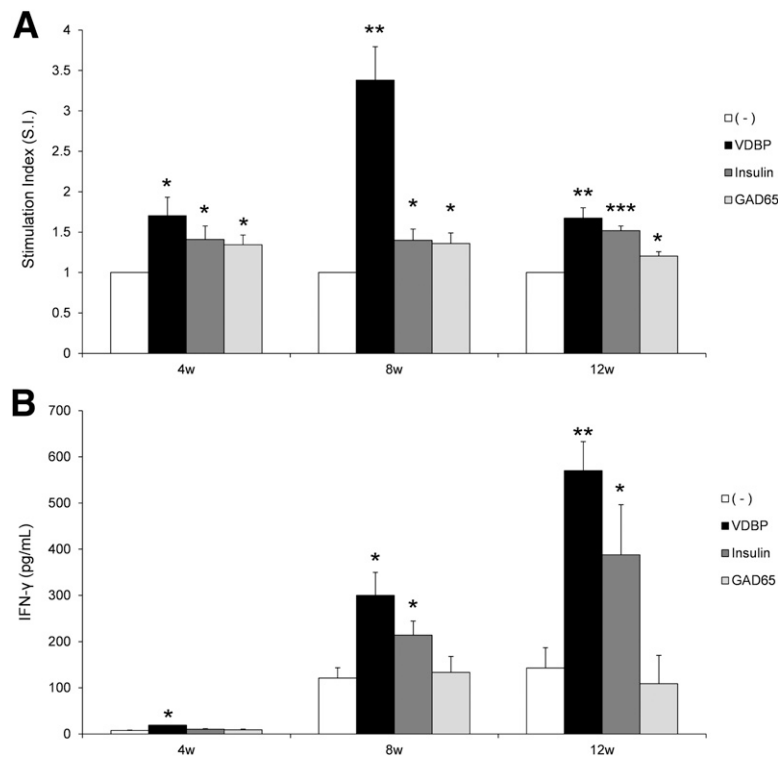 A
Stimulation Index (S.I.)
4
3.5
3
2.5
2
1.5
1
0.5
0
* * *
** * *
** *** *
4w 8w 12w
(-)
VDBP
Insulin
GAD65
B
IFN-γ (pg/mL)
700
600
500
400
300
200
100
0
*
* *
** *
4w 8w 12w
(-)
VDBP
Insulin
GAD65